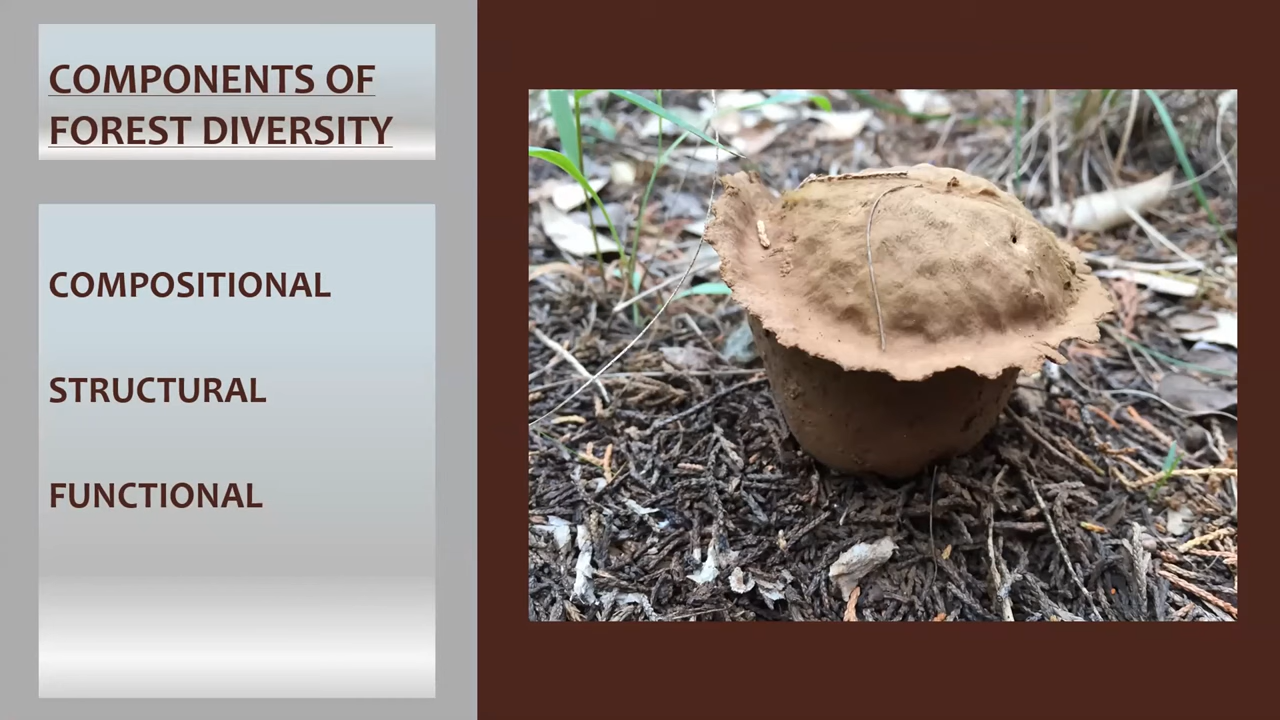 COMPONENTS OF
FOREST DIVERSITY
COMPOSITIONAL
STRUCTURAL
FUNCTIONAL